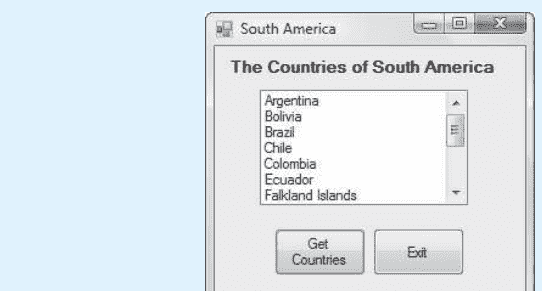 South America
The Countries of South America
Argentina
Bolivia
Brazil
Chile
Colombia
Ecuador
Falkland Islands
Get
Countries
Exit